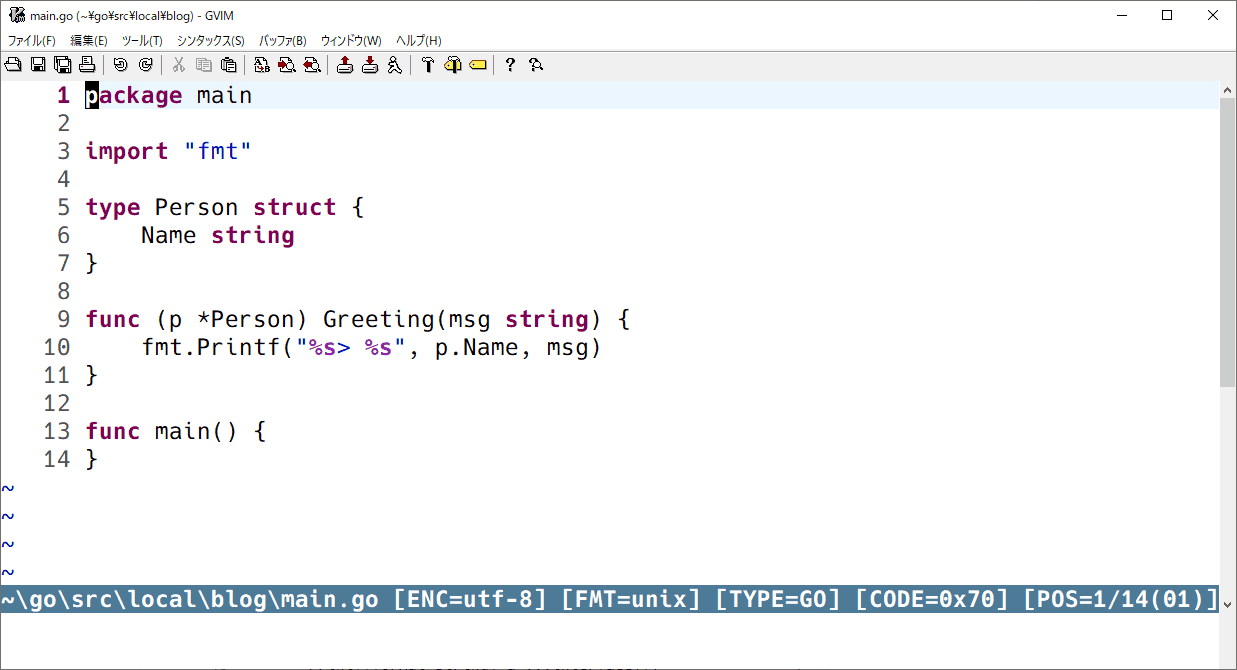 main.go (~¥go¥src¥local¥blog) - GVIM
ファイル(F) 編集(E) ツール(T) シンタックス(S) バッファ(B) ウィンドウ(W) ヘルプ(H)
1 package main
2
3 import "fmt"
4
5 type Person struct {
6     Name string
7 }
8
9 func (p *Person) Greeting(msg string) {
10     fmt.Printf("%s> %s", p.Name, msg)
11 }
12
13 func main() {
14 }
~
~
~
~
~\go\src\local\blog\main.go [ENC=utf-8] [FMT=unix] [TYPE=GO] [CODE=0x70] [POS=1/14(01)]